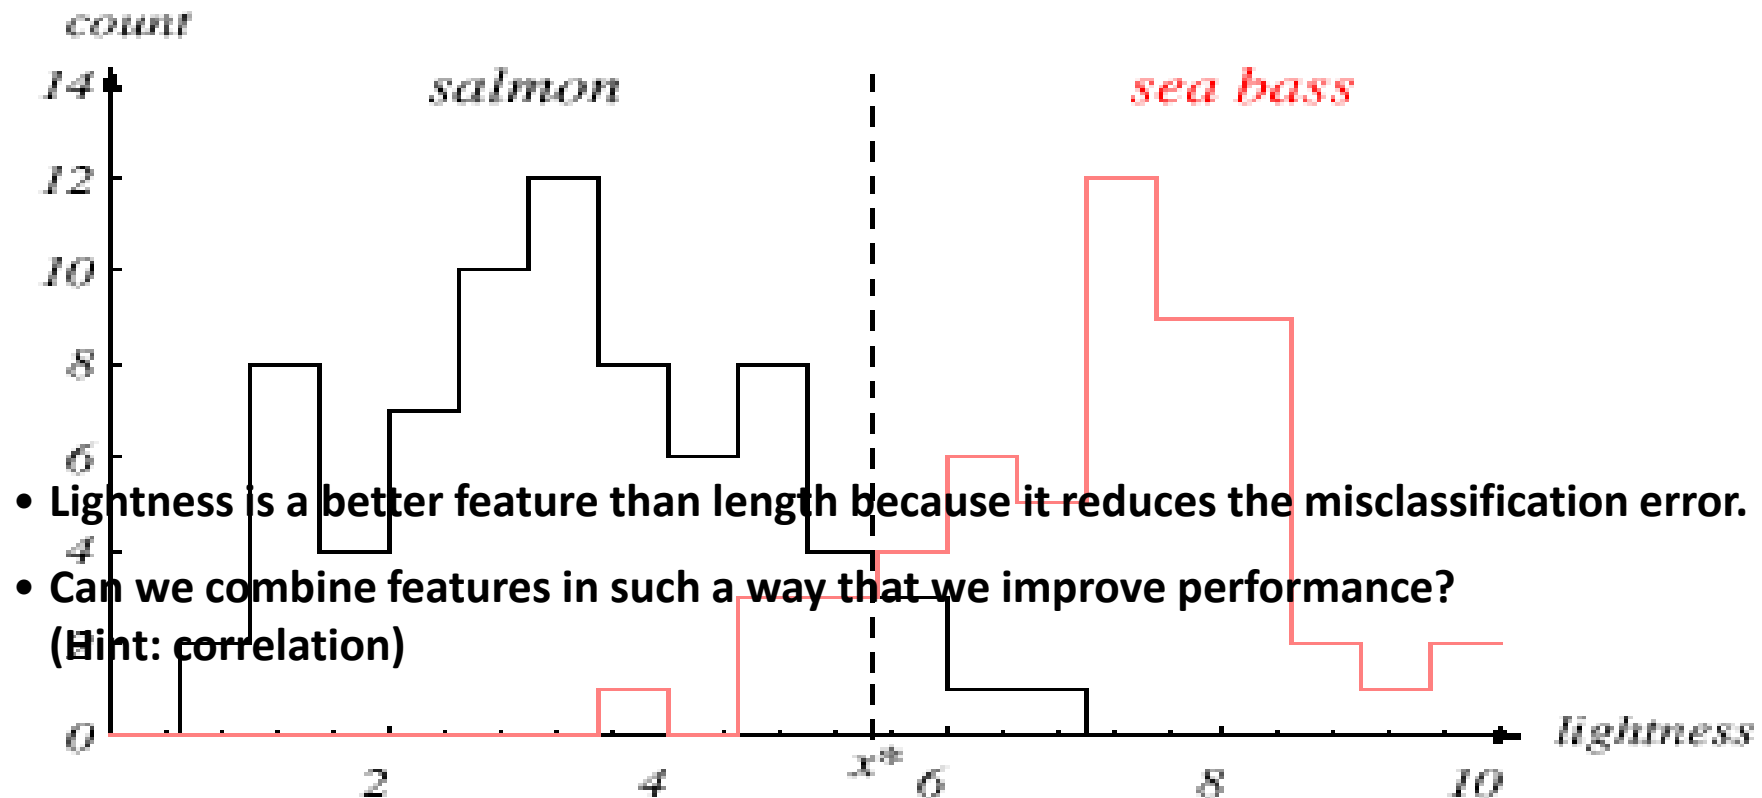 count
14
salmon
sea bass
12
10
8
6
• Lightness is a better feature than length because it reduces the misclassification error.
4
• Can we combine features in such a way that we improve performance?
(Hint: correlation)
0
lightness
x*
2 4 6 8 10